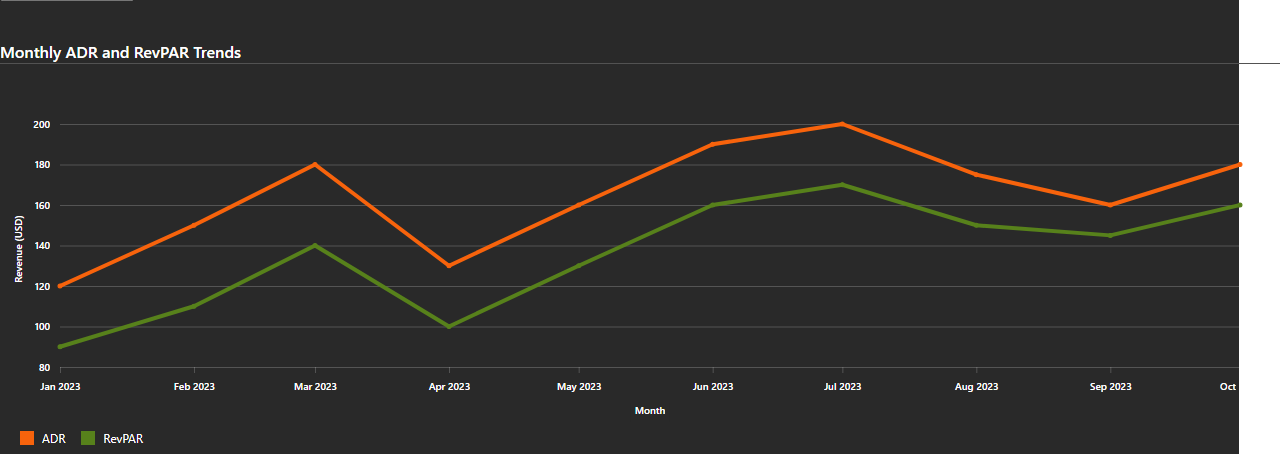 Monthly ADR and RevPAR Trends
200
180
160
140
120
100
80
Revenue (USD)
Jan 2023 Feb 2023 Mar 2023 Apr 2023 May 2023 Jun 2023 Jul 2023 Aug 2023 Sep 2023 Oct
Month
ADR RevPAR